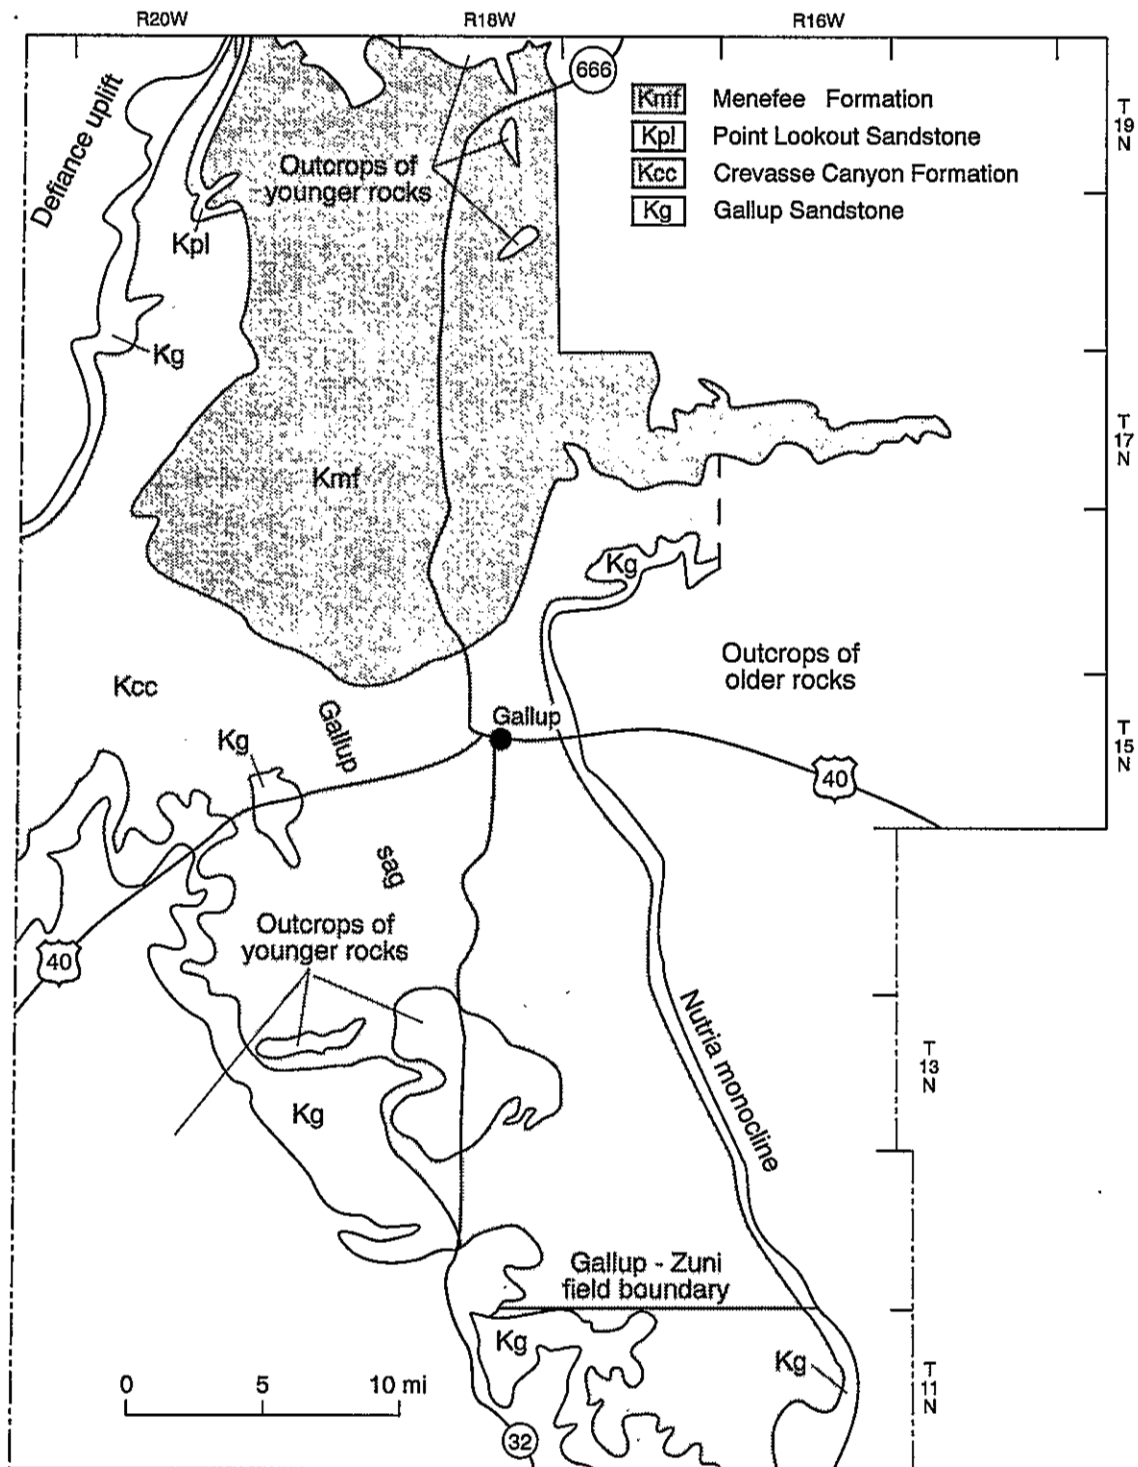 R20W
R18W
R16W
666
Kmf Menefee Formation
Kpl Point Lookout Sandstone
Kcc Crevasse Canyon Formation
Kg Gallup Sandstone
T
19
N
Defiance uplift
Outcrops of
younger rocks
Kpl
Kg
T
17
N
Kmf
Kg
Outcrops of
older rocks
Kcc
Gallup
sag
Kg
Gallup
T
15
N
40
Outcrops of
younger rocks
40
Nutria monocline
T
13
N
Kg
Gallup - Zuni
field boundary
Kg
Kg
T
11
N
0 5 10 mi
32